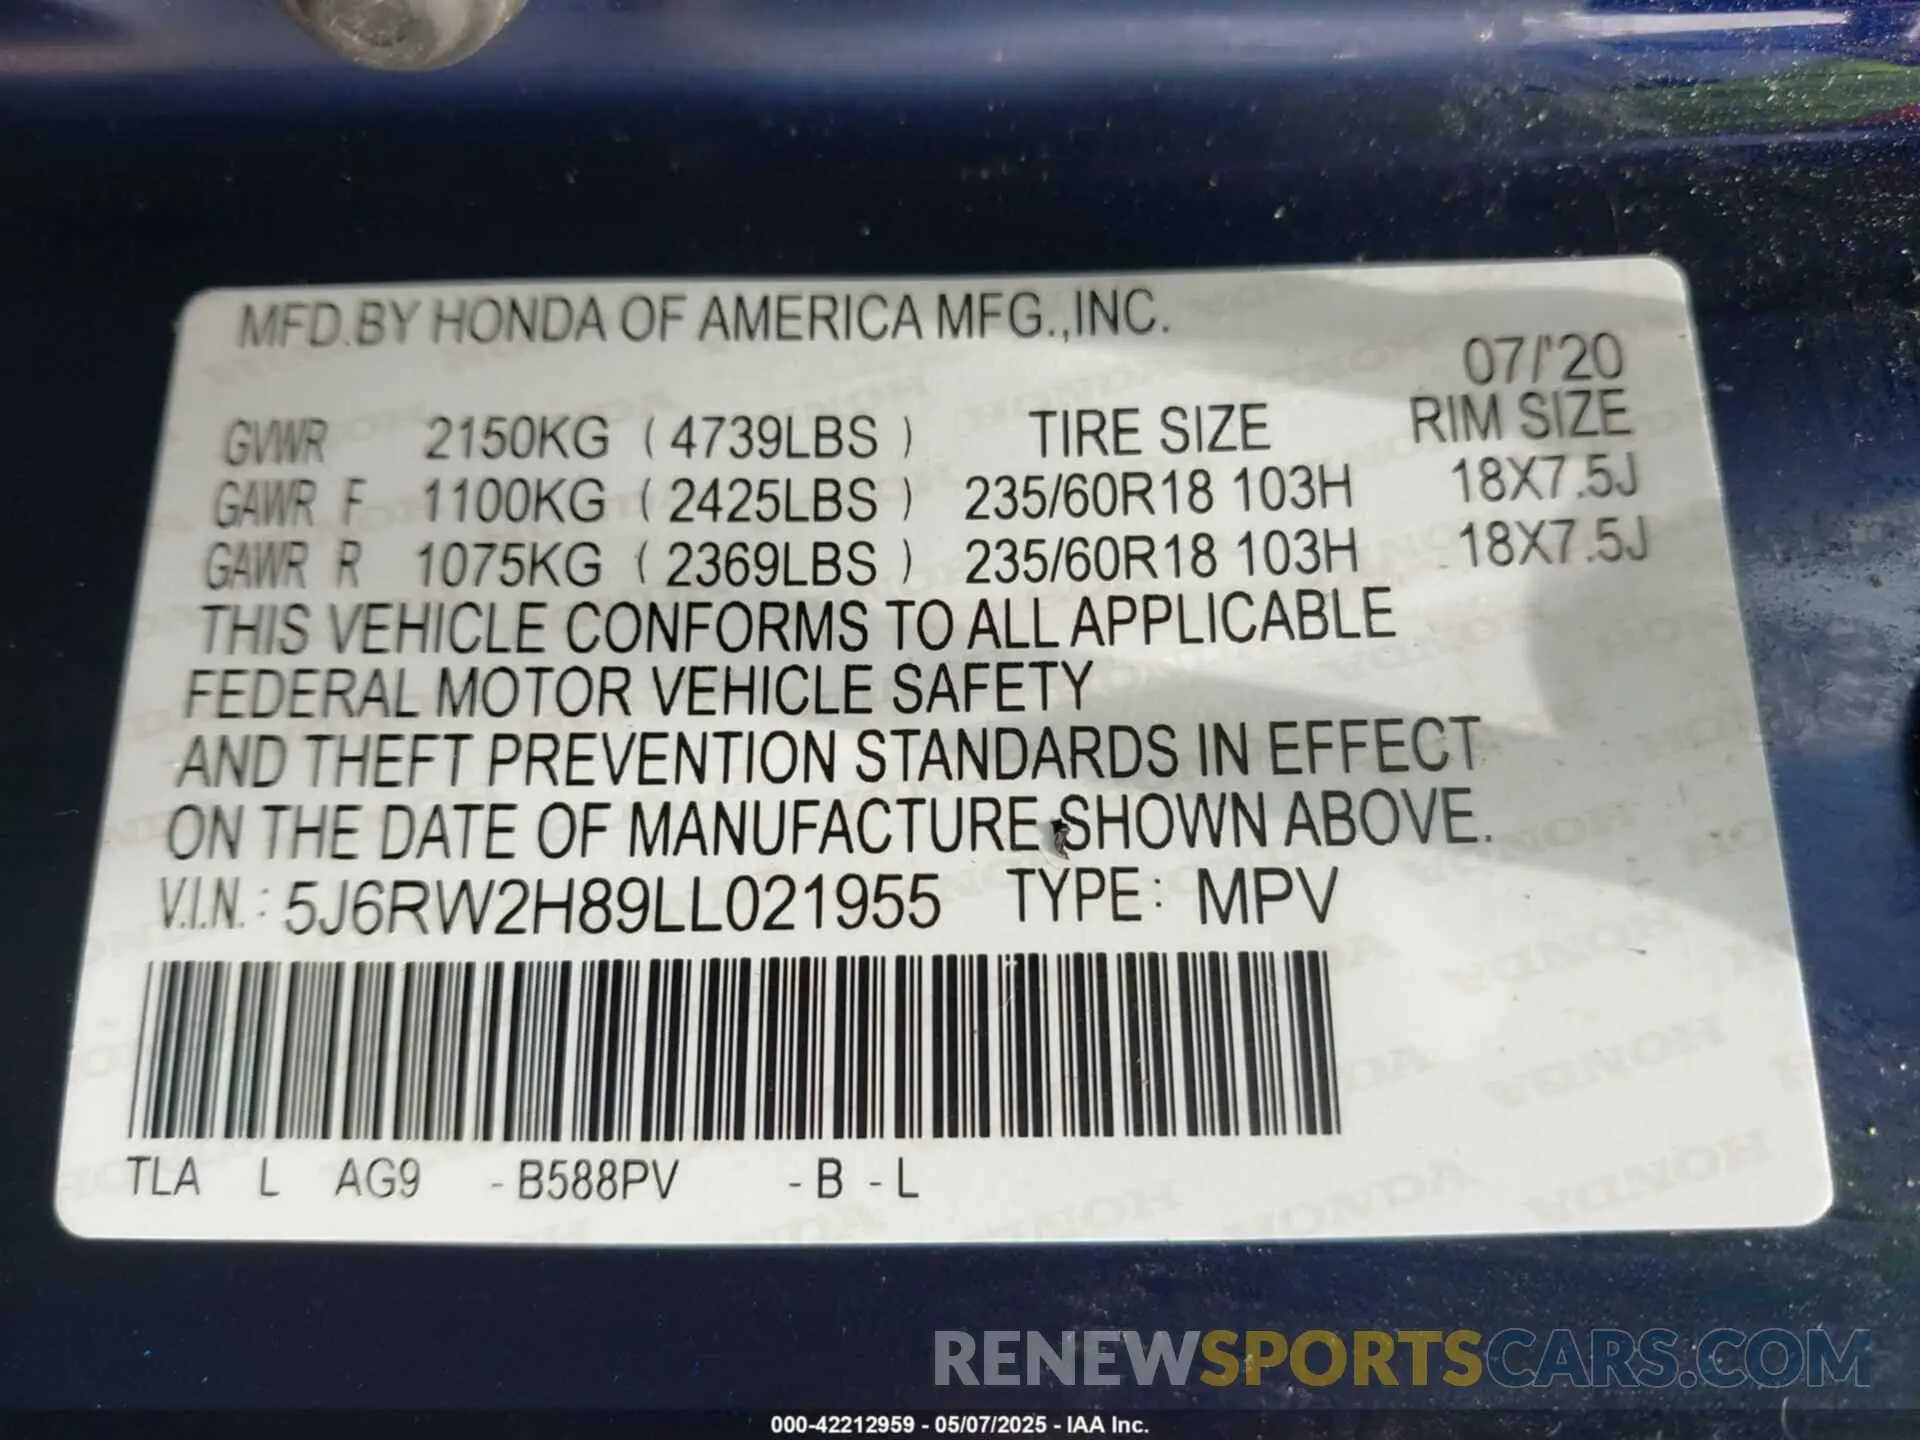 MFD.BY HONDA OF AMERICA MFG.,INC.
07/'20
GVWR 2150KG ( 4739LBS ) TIRE SIZE RIM SIZE
GAWR F 1100KG ( 2425LBS ) 235/60R18 103H 18X7.5J
GAWR R 1075KG ( 2369LBS ) 235/60R18 103H 18X7.5J
THIS VEHICLE CONFORMS TO ALL APPLICABLE
FEDERAL MOTOR VEHICLE SAFETY
AND THEFT PREVENTION STANDARDS IN EFFECT
ON THE DATE OF MANUFACTURE SHOWN ABOVE.
V.I.N. : 5J6RW2H89LL021955 TYPE : MPV
TLA L AG9 - B588PV - B - L
RENEWSPORTSCARS.COM
000-42212959 - 05/07/2025 - IAA Inc.